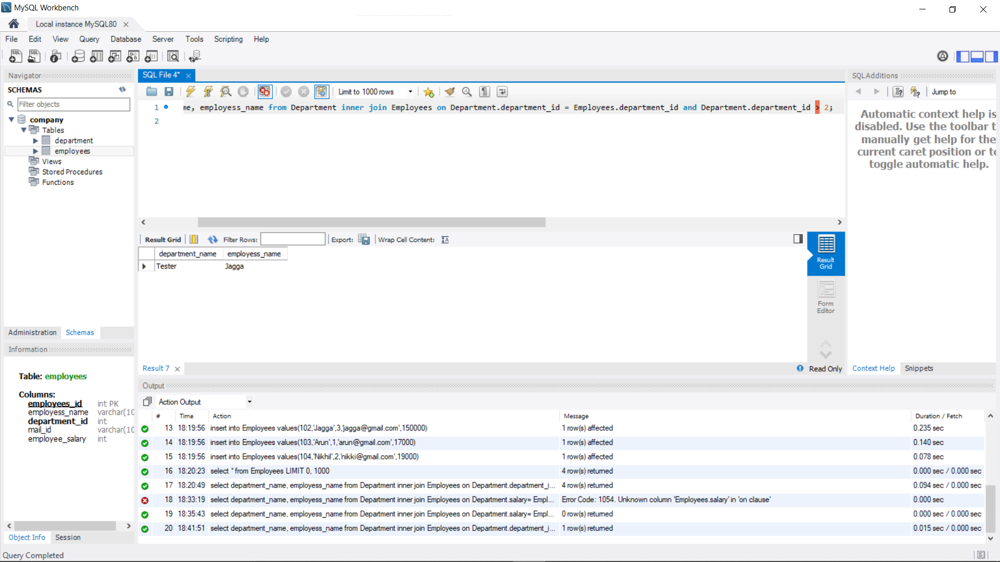 MySQL Workbench
Local instance MySQL80
File Edit View Query Database Server Tools Scripting Help
Navigator
SCHEMAS
Filter objects
company
Tables
department
employees
Views
Stored Procedures
Functions
Administration Schemas
Information
Table: employees
Columns:
employees_id int PK
employess_name varchar(10
department_id int
mail_id varchar(10
employee_salary int
Object Info Session
SQL File 4*
Limit to 1000 rows
1 ne, employess_name from Department inner join Employees on Department.department_id = Employees.department_id and Department.department_id > 2;
2
Result Grid Filter Rows: Export: Wrap Cell Content:
department_name employess_name
Tester Jagga
Result Grid
Form Editor
Result 7
Read Only
SQLAdditions
Jump to
Automatic context help is
disabled. Use the toolbar t
manually get help for the
current caret position or to
toggle automatic help.
Context Help Snippets
Output
Action Output
# Time Action Message Duration / Fetch
13 18:19:56 insert into Employees values(102,'Jagga',3,'jagga@gmail.com',150000) 1 row(s) affected 0.235 sec
14 18:19:56 insert into Employees values(103,'Arun',1,'arun@gmail.com',17000) 1 row(s) affected 0.140 sec
15 18:19:56 insert into Employees values(104,'Nikhil',2,'nikki@gmail.com',19000) 1 row(s) affected 0.078 sec
16 18:20:23 select * from Employees LIMIT 0, 1000 4 row(s) returned 0.000 sec / 0.000 sec
17 18:20:49 select department_name, employess_name from Department inner join Employees on Department.department_i... 4 row(s) returned 0.094 sec / 0.000 sec
18 18:33:19 select department_name, employess_name from Department inner join Employees on Department.salary= Empl... Error Code: 1054. Unknown column 'Employees.salary' in 'on clause' 0.000 sec
19 18:35:43 select department_name, employess_name from Department inner join Employees on Department.salary= Empl... 0 row(s) returned 0.000 sec / 0.000 sec
20 18:41:51 select department_name, employess_name from Department inner join Employees on Department.department_i... 1 row(s) returned 0.015 sec / 0.000 sec
Query Completed